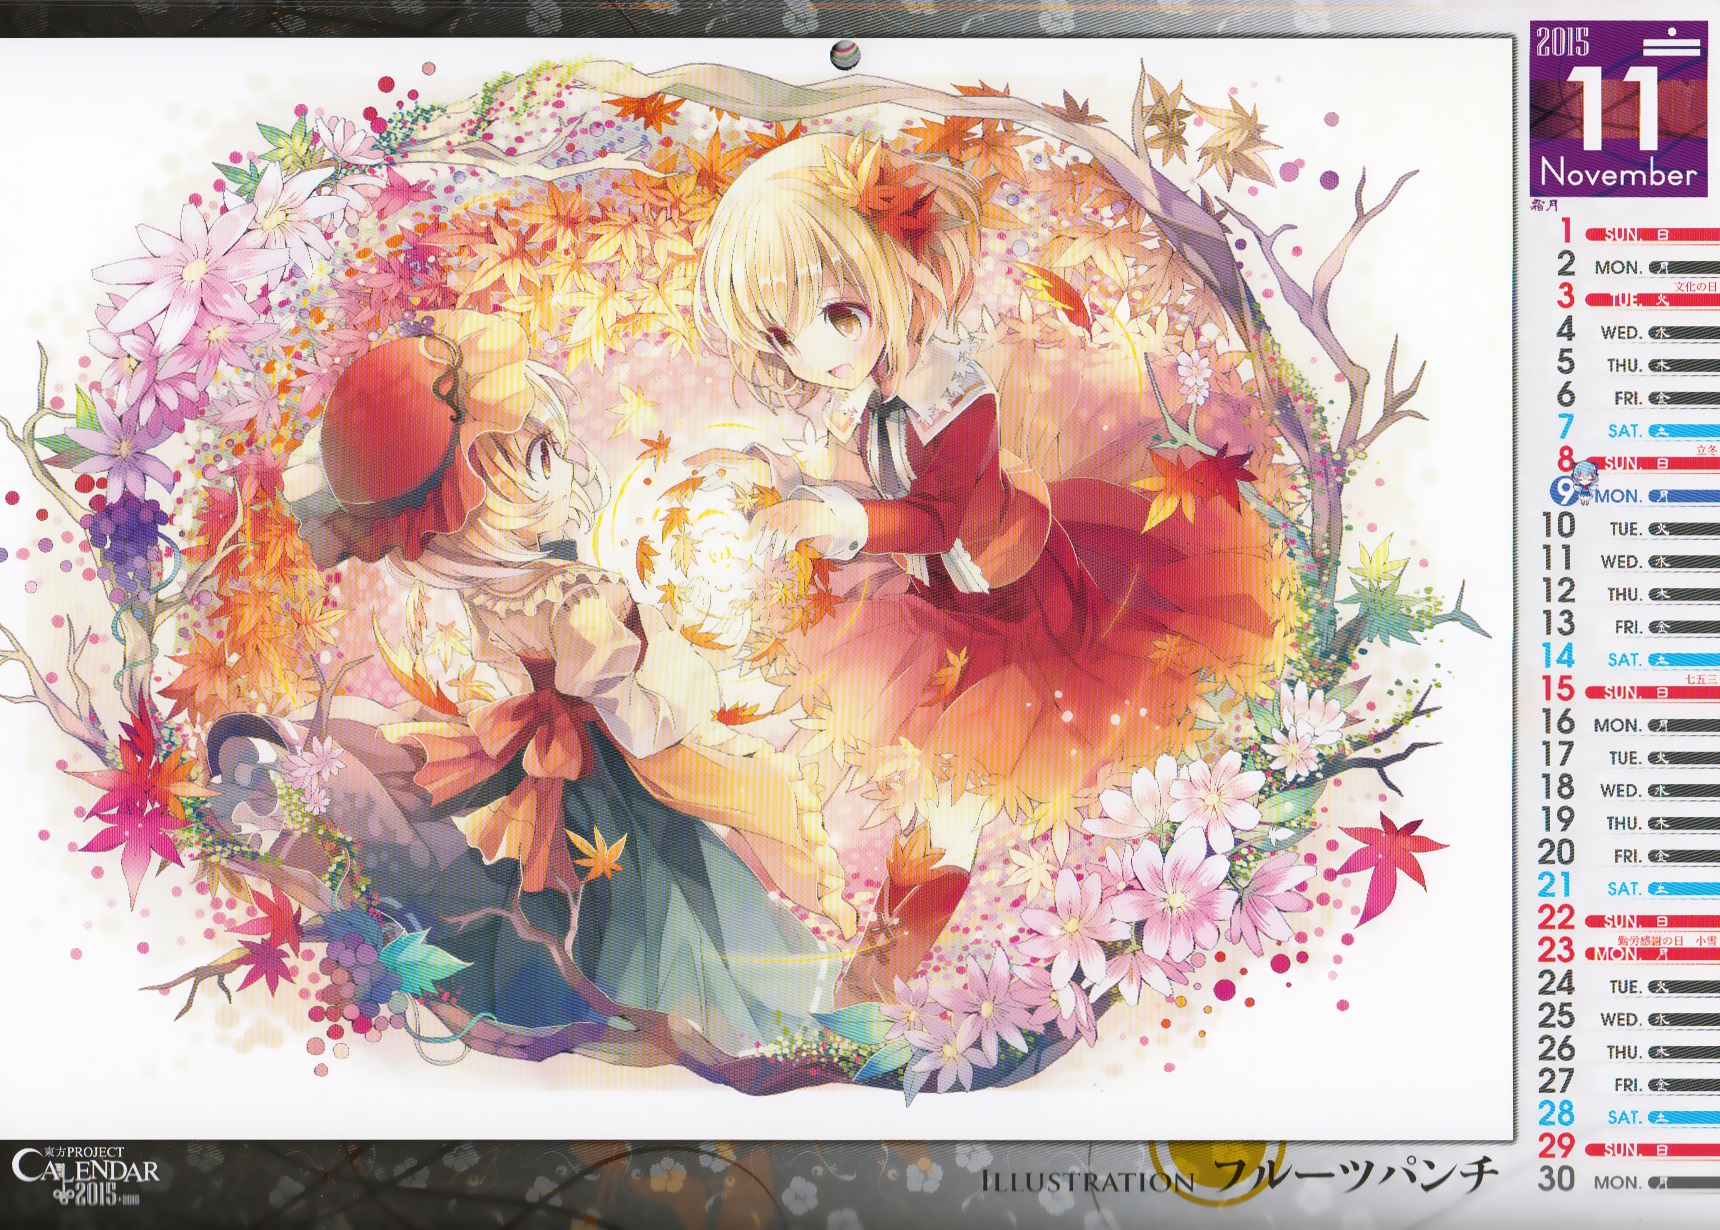 2015
11
November
霜月
1 SUN. 日
2 MON. 月
文化の日
3 TUE. 火
4 WED. 水
5 THU. 木
6 FRI. 金
7 SAT. 土
立冬
8 SUN. 日
9 MON. 月
10 TUE. 火
11 WED. 水
12 THU. 木
13 FRI. 金
14 SAT. 土
七五三
15 SUN. 日
16 MON. 月
17 TUE. 火
18 WED. 水
19 THU. 木
20 FRI. 金
21 SAT. 土
22 SUN. 日
勤労感謝の日 小雪
23 MON. 月
24 TUE. 火
25 WED. 水
26 THU. 木
27 FRI. 金
28 SAT. 土
29 SUN. 日
30 MON. 月
東方PROJECT
CALENDAR
2015+2016
ILLUSTRATION フルーツパンチ